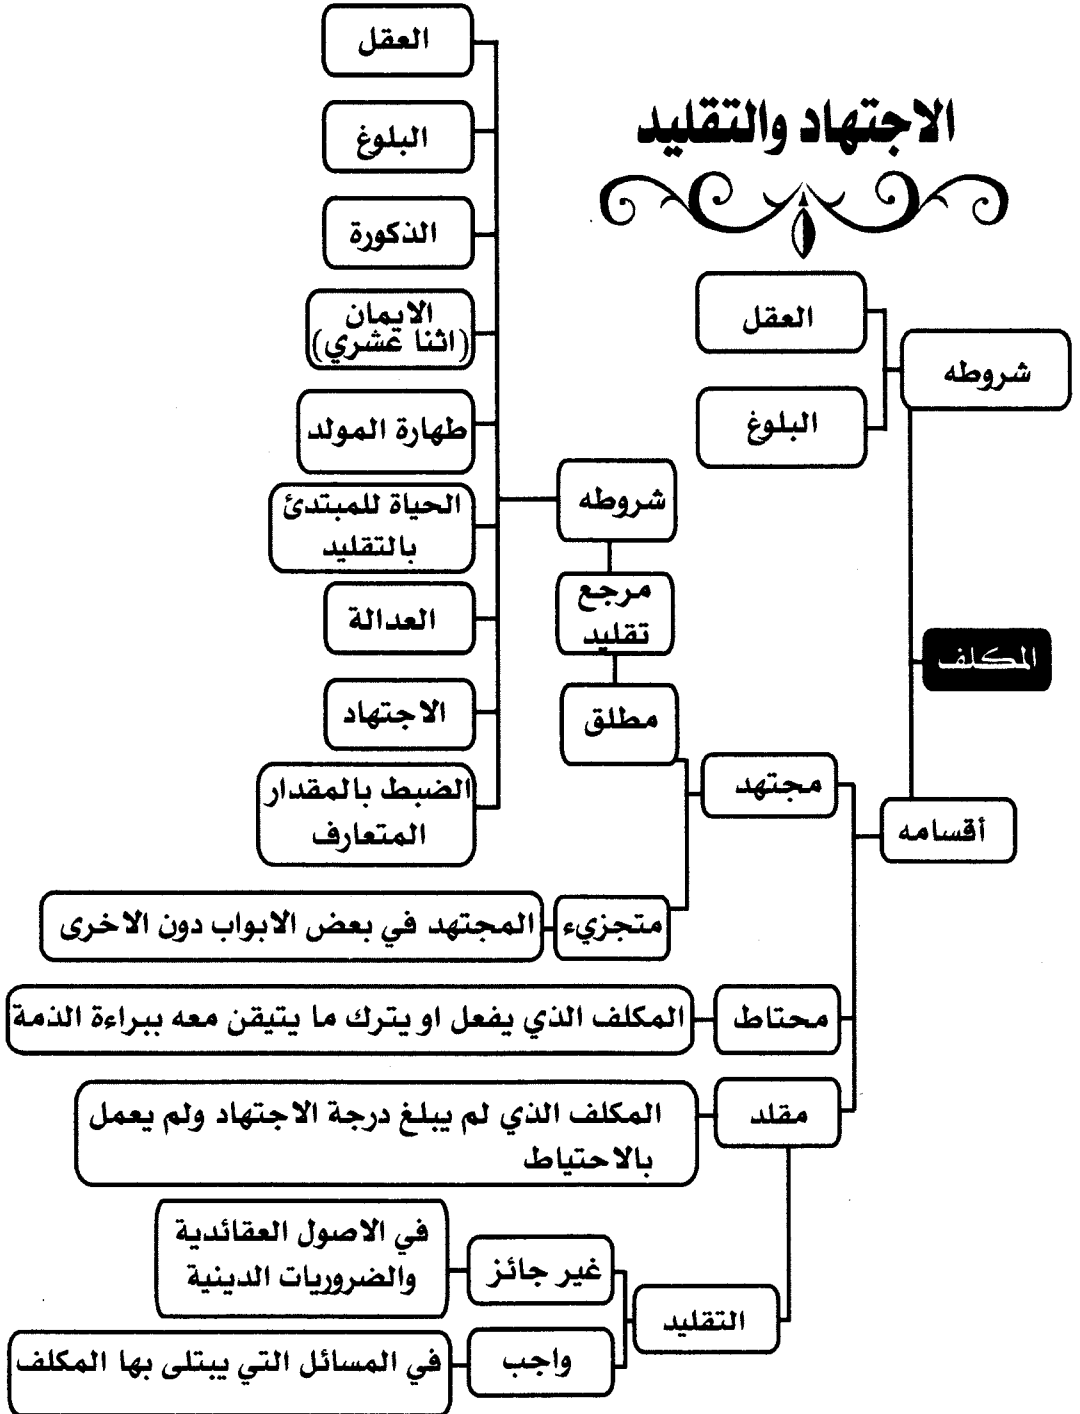 الاجتهاد والتقليد
المكلف
شروطه
العقل
البلوغ
أقسامه
مجتهد
مطلق
مرجع
تقليد
شروطه
العقل
البلوغ
الذكورة
الايمان
(اثنا عشري)
طهارة المولد
الحياة للمبتدئ
بالتقليد
العدالة
الاجتهاد
الضبط بالمقدار
المتعارف
متجزيء
المجتهد في بعض الابواب دون الاخرى
محتاط
المكلف الذي يفعل او يترك ما يتيقن معه ببراءة الذمة
مقلد
المكلف الذي لم يبلغ درجة الاجتهاد ولم يعمل
بالاحتياط
التقليد
غير جائز
في الاصول العقائدية
والضروريات الدينية
واجب
في المسائل التي يبتلى بها المكلف